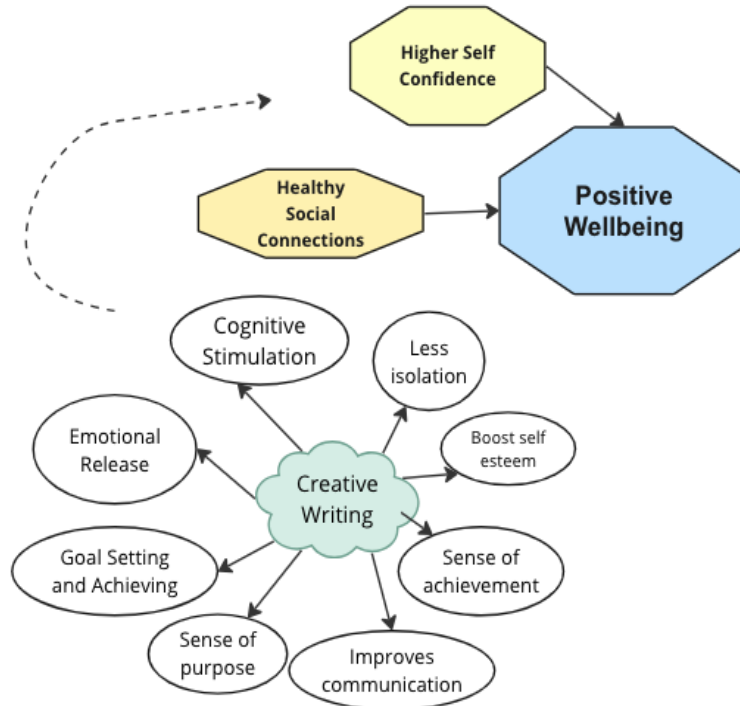 Higher Self
Confidence
Healthy
Social
Connections
Positive
Wellbeing
Cognitive
Stimulation
Less
isolation
Emotional
Release
Boost self
esteem
Creative
Writing
Goal Setting
and Achieving
Sense of
achievement
Sense of
purpose
Improves
communication